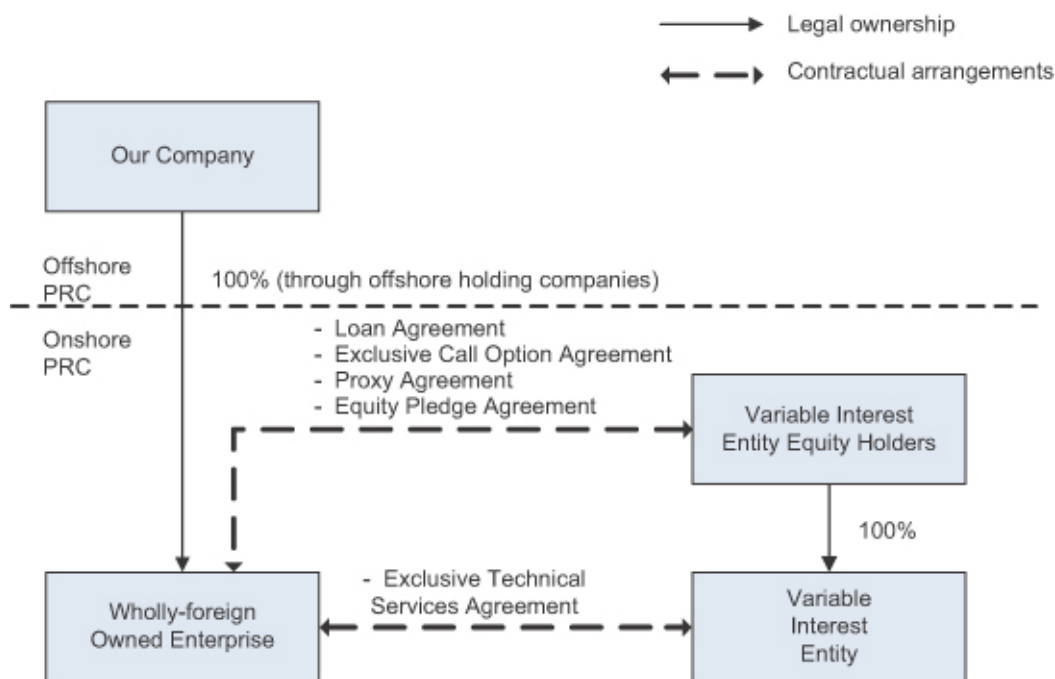 Legal ownership
Contractual arrangements
Our Company
Offshore
PRC
100% (through offshore holding companies)
Onshore
PRC
- Loan Agreement
- Exclusive Call Option Agreement
- Proxy Agreement
- Equity Pledge Agreement
Variable Interest
Entity Equity Holders
100%
- Exclusive Technical
Services Agreement
Wholly-foreign
Owned Enterprise
Variable
Interest
Entity